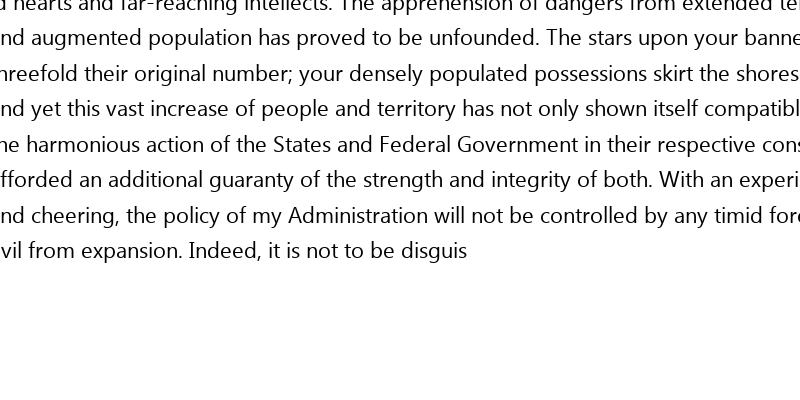 hearts and far-reaching intellects. The apprehension of dangers from extended
nd augmented population has proved to be unfounded. The stars upon your banne
hreefold their original number; your densely populated possessions skirt the shores
nd yet this vast increase of people and territory has not only shown itself compatibl
he harmonious action of the States and Federal Government in their respective cons
fforded an additional guaranty of the strength and integrity of both. With an experi
nd cheering, the policy of my Administration will not be controlled by any timid for
vil from expansion. Indeed, it is not to be disguis